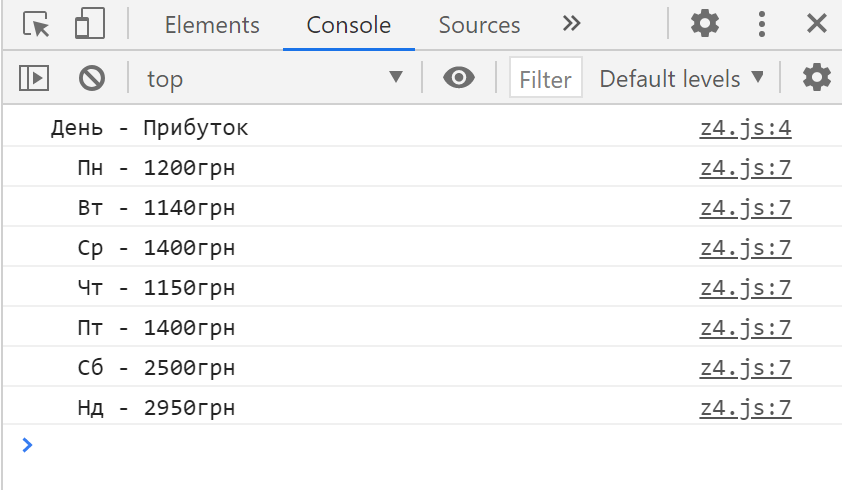 Elements Console Sources
top Filter Default levels
День - Прибуток z4.js:4
Пн - 1200грн z4.js:7
Вт - 1140грн z4.js:7
Ср - 1400грн z4.js:7
Чт - 1150грн z4.js:7
Пт - 1400грн z4.js:7
Сб - 2500грн z4.js:7
Нд - 2950грн z4.js:7